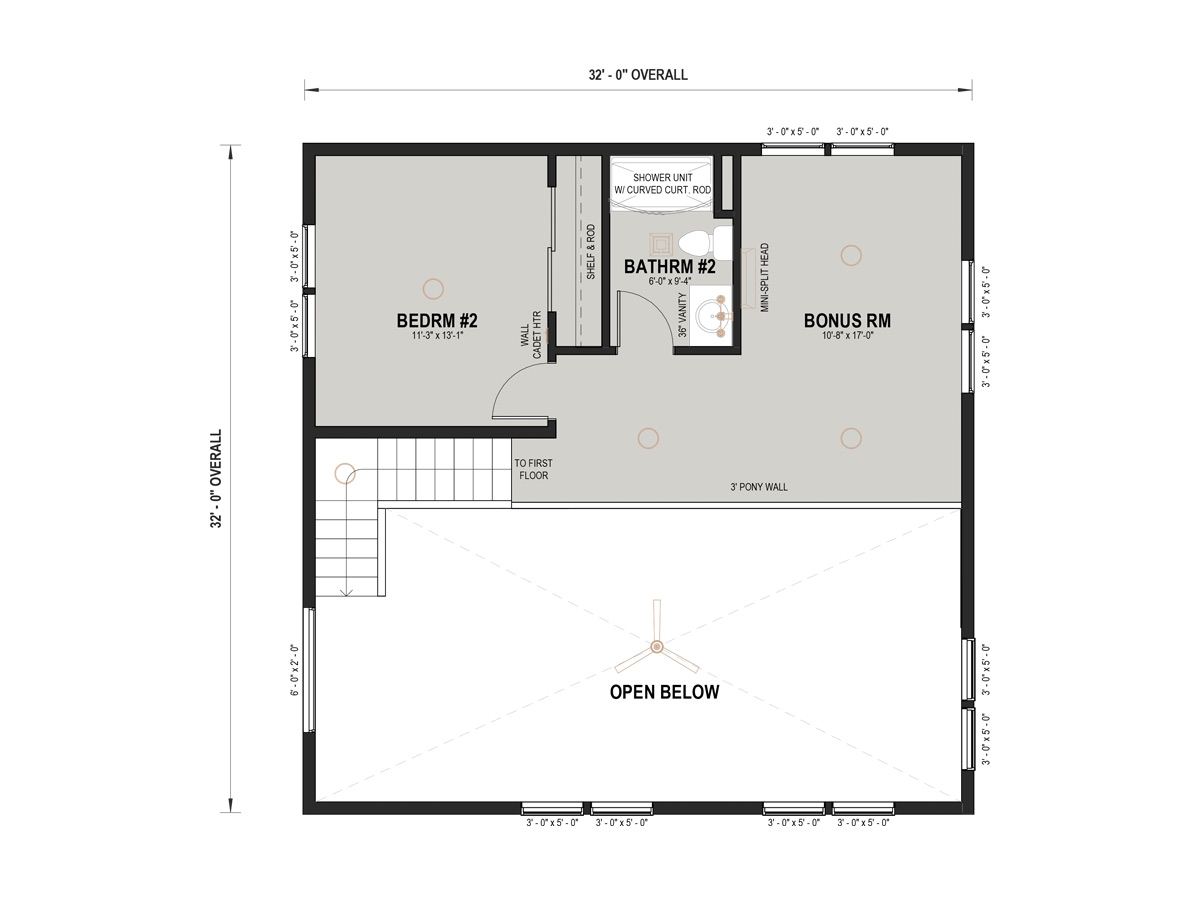 32' - 0" OVERALL
3' - 0" x 5' - 0"
3' - 0" x 5' - 0"
SHOWER UNIT
W/ CURVED CURT. ROD
SHELF & ROD
3' - 0" x 5' - 0"
3' - 0" x 5' - 0"
BATHRM #2
6'-0" x 9'-4"
36" VANITY
MINI-SPLIT HEAD
3' - 0" x 5' - 0"
3' - 0" x 5' - 0"
BEDRM #2
11'-3" x 13'-1"
WALL
CADET HTR
BONUS RM
10'-8" x 17'-0"
32' - 0" OVERALL
TO FIRST
FLOOR
3' PONY WALL
6' - 0" x 2' - 0"
OPEN BELOW
3' - 0" x 5' - 0"
3' - 0" x 5' - 0"
3' - 0" x 5' - 0"
3' - 0" x 5' - 0"
3' - 0" x 5' - 0"
3' - 0" x 5' - 0"